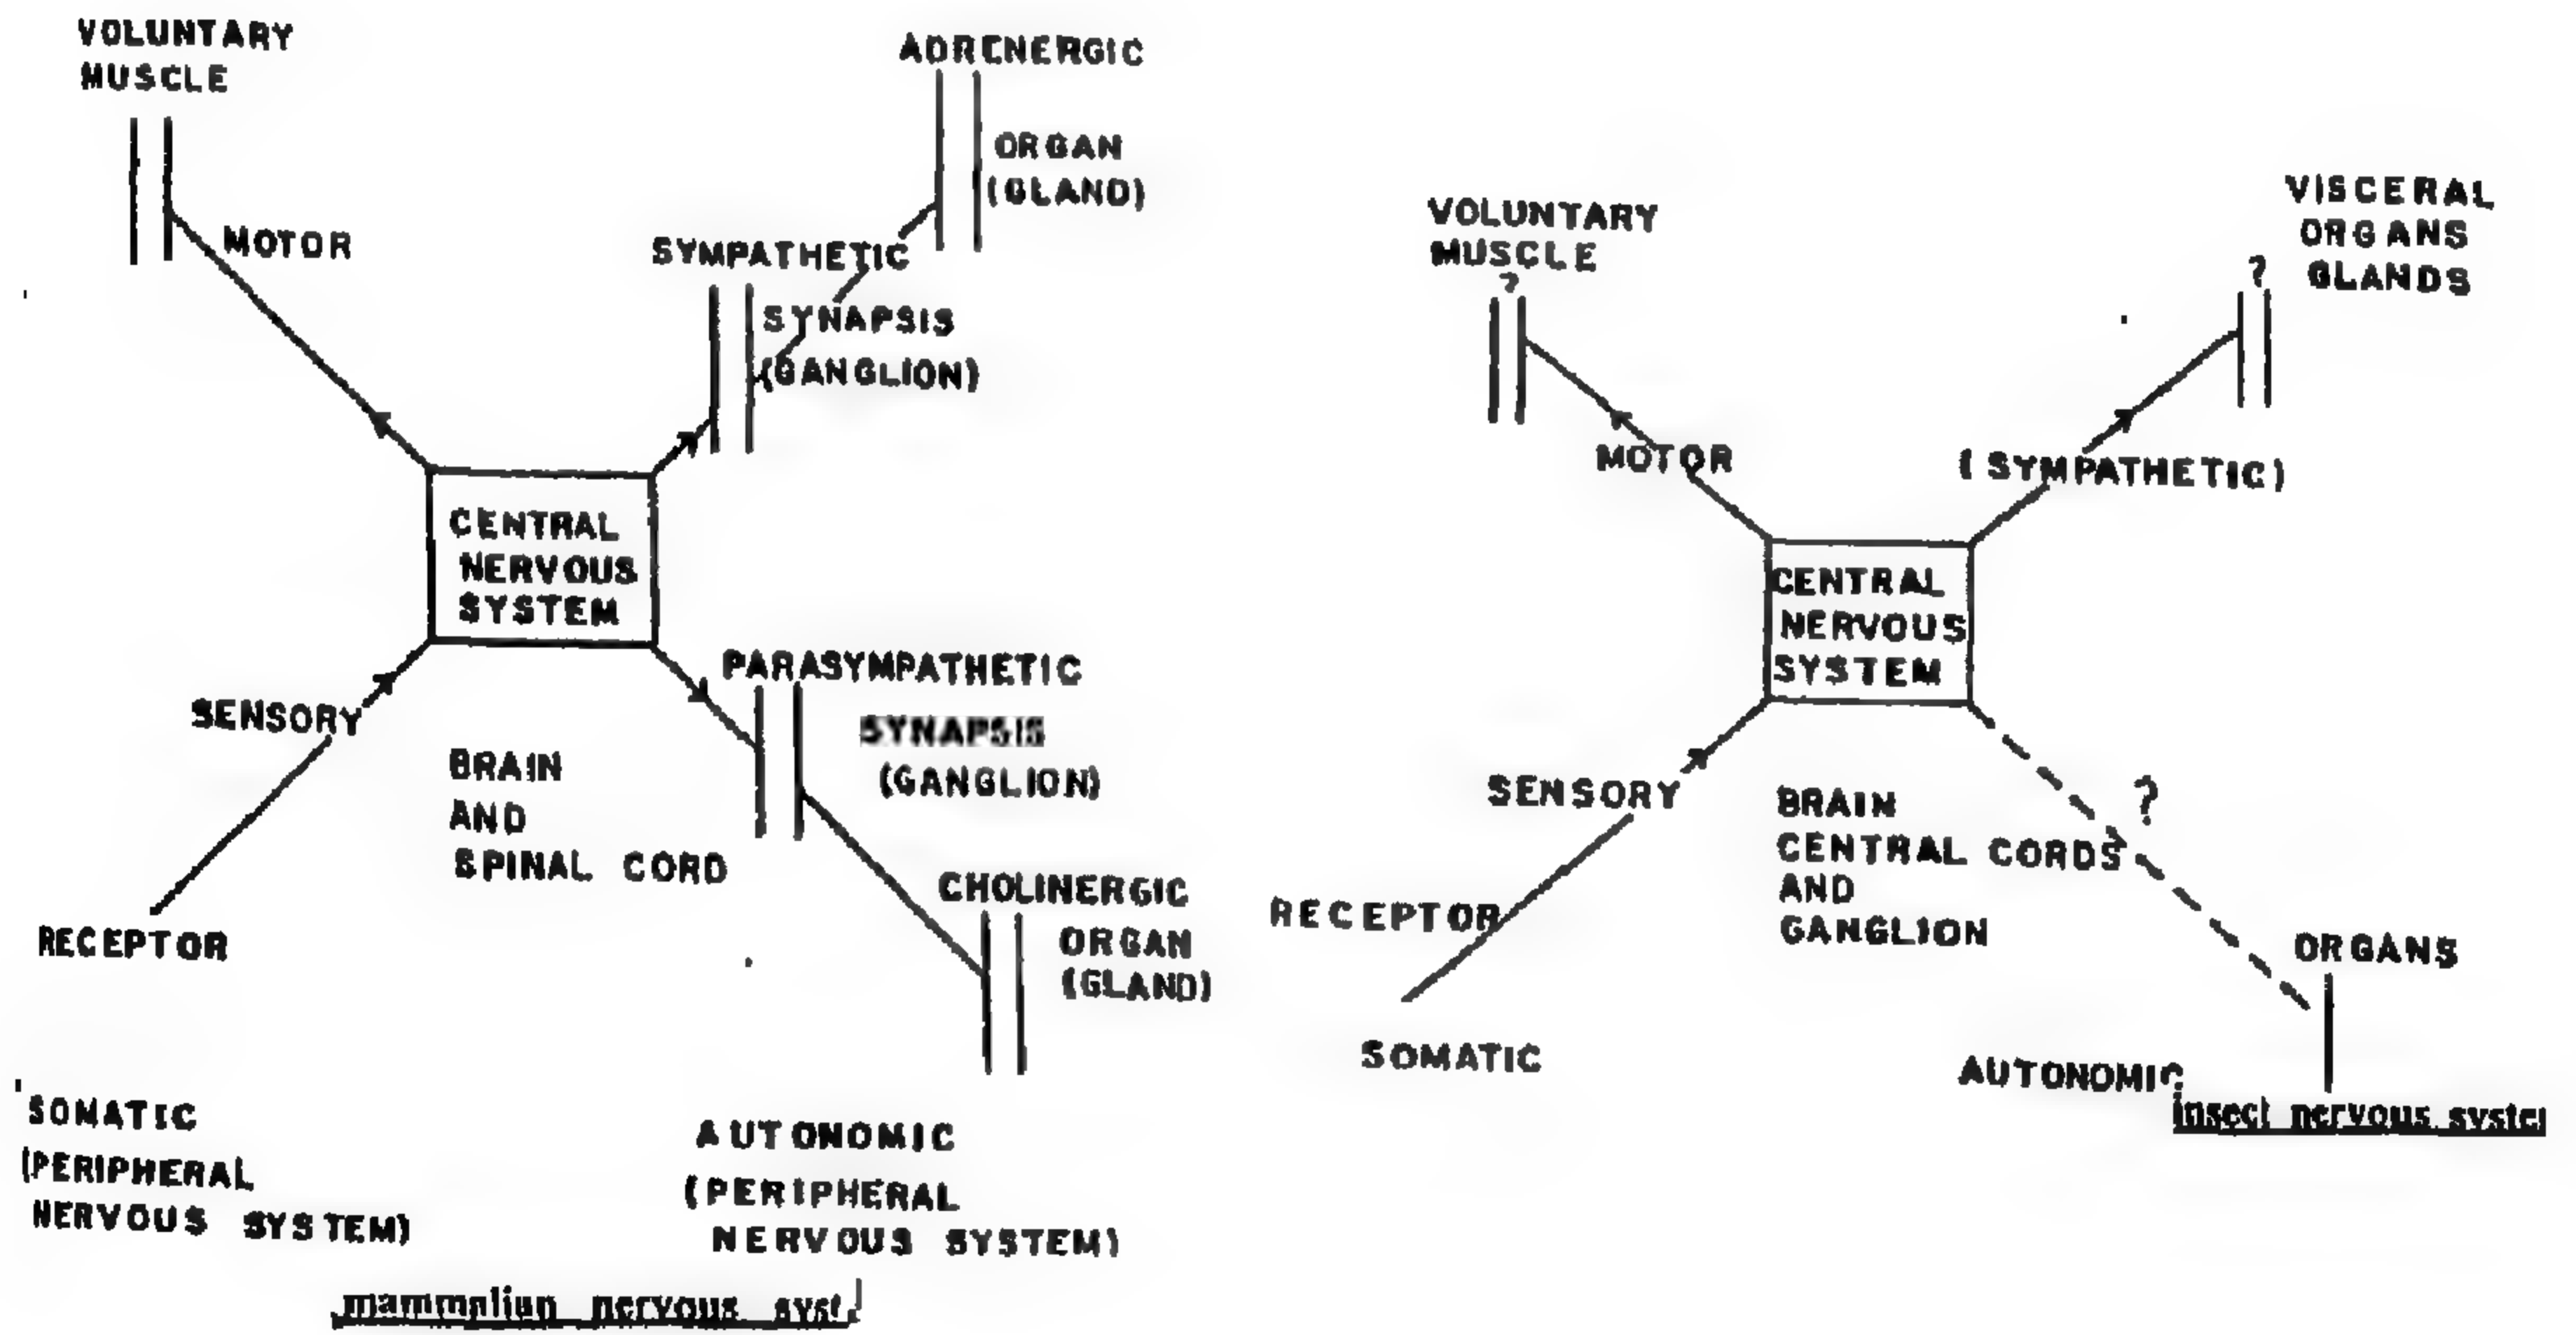 VOLUNTARY
MUSCLE
MOTOR
ADRENERGIC
ORGAN
(GLAND)
SYMPATHETIC
SYNAPSIS
(GANGLION)
CENTRAL
NERVOUS
SYSTEM
SENSORY
RECEPTOR
BRAIN
AND
SPINAL CORD
PARASYMPATHETIC
SYNAPSIS
(GANGLION)
CHOLINERGIC
ORGAN
(GLAND)
SOMATIC
(PERIPHERAL
NERVOUS SYSTEM)
AUTONOMIC
(PERIPHERAL
NERVOUS SYSTEM)
mammalian nervous syst
VOLUNTARY
MUSCLE
?
MOTOR
VISCERAL
ORGANS
GLANDS
?
(SYMPATHETIC)
CENTRAL
NERVOUS
SYSTEM
SENSORY
RECEPTOR
SOMATIC
BRAIN
CENTRAL CORDS
AND
GANGLION
?
ORGANS
AUTONOMIC
insect nervous syster